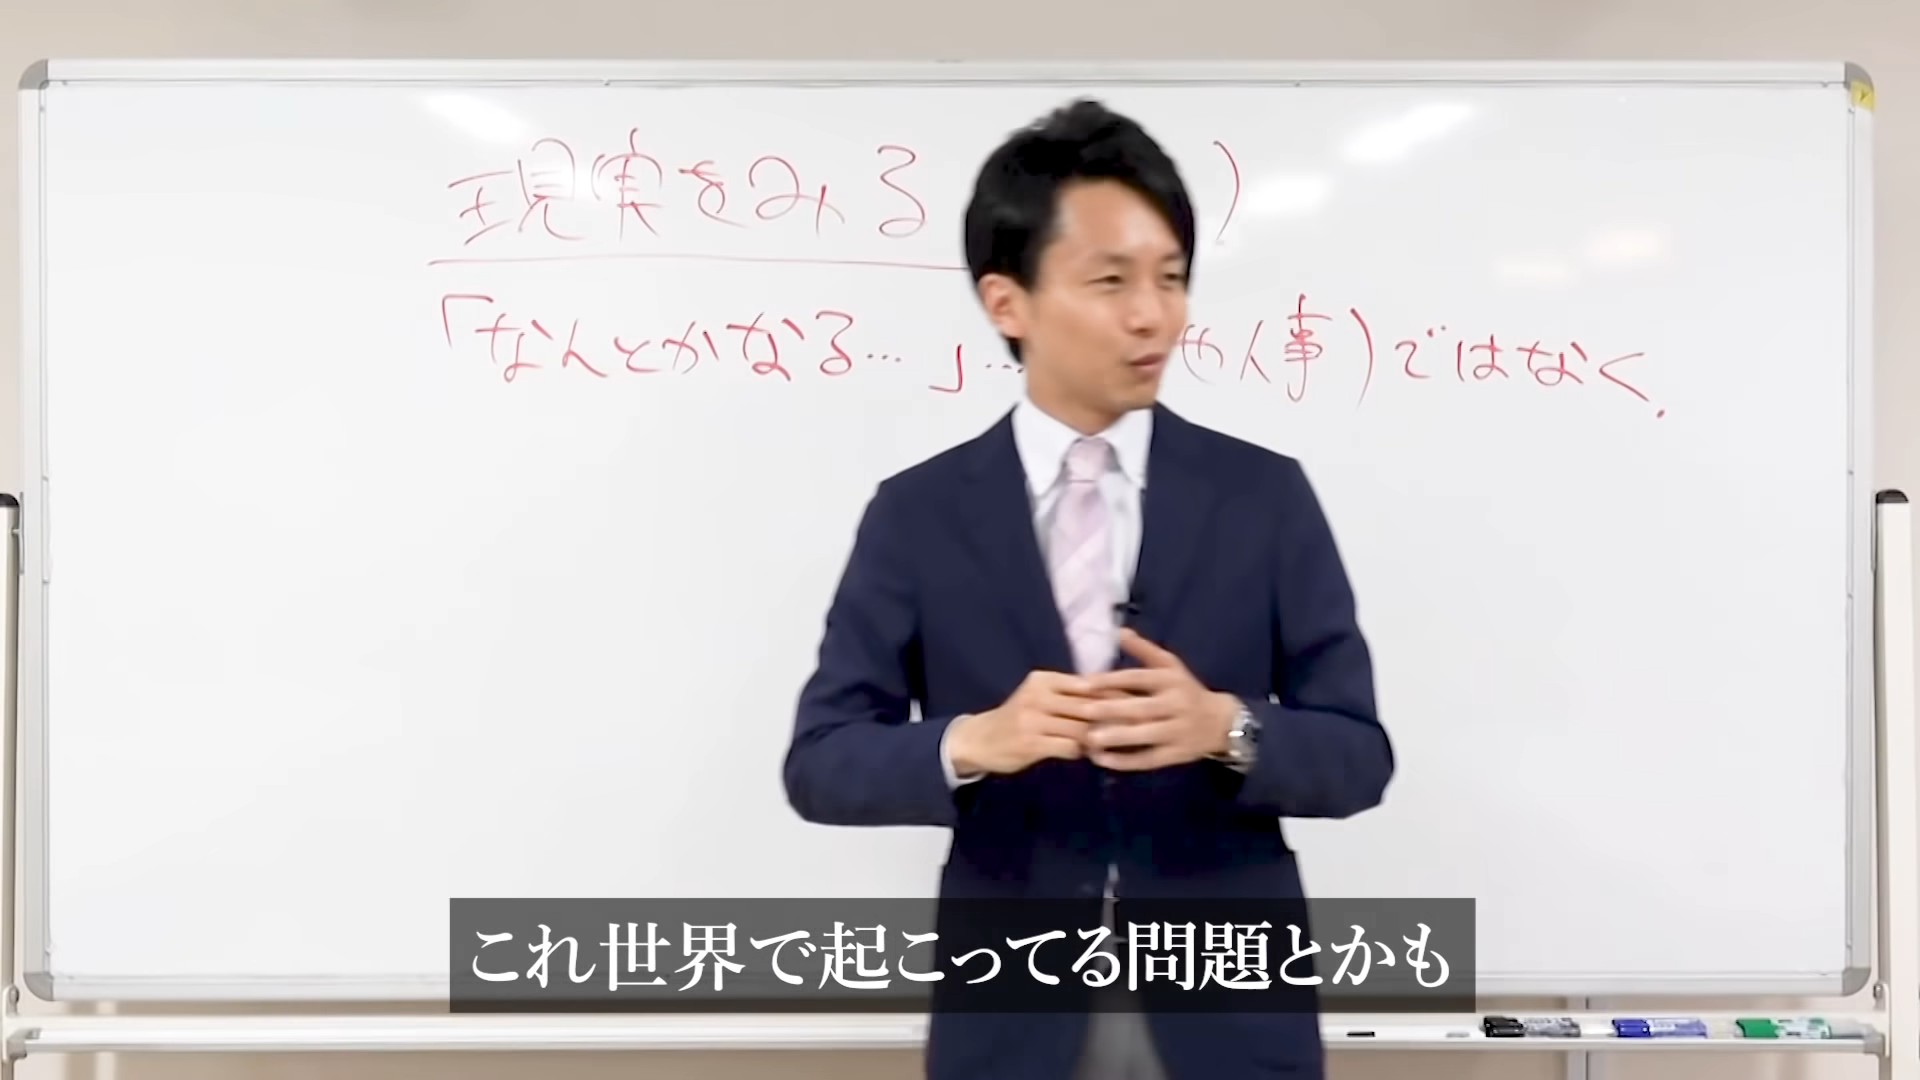 現実をみる )
「なんとかなる…」… や人事)ではなく、
これ世界で起こってる問題とかも